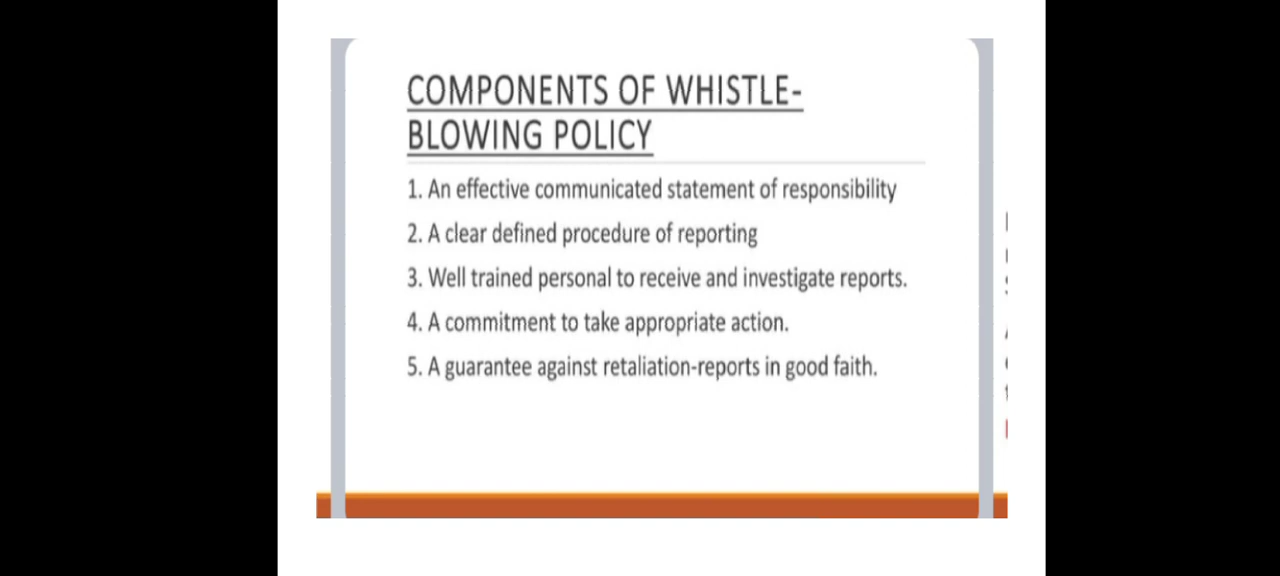 COMPONENTS OF WHISTLE-
BLOWING POLICY
1. An effective communicated statement of responsibility
2. A clear defined procedure of reporting
3. Well trained personal to receive and investigate reports.
4. A commitment to take appropriate action.
5. A guarantee against retaliation-reports in good faith.